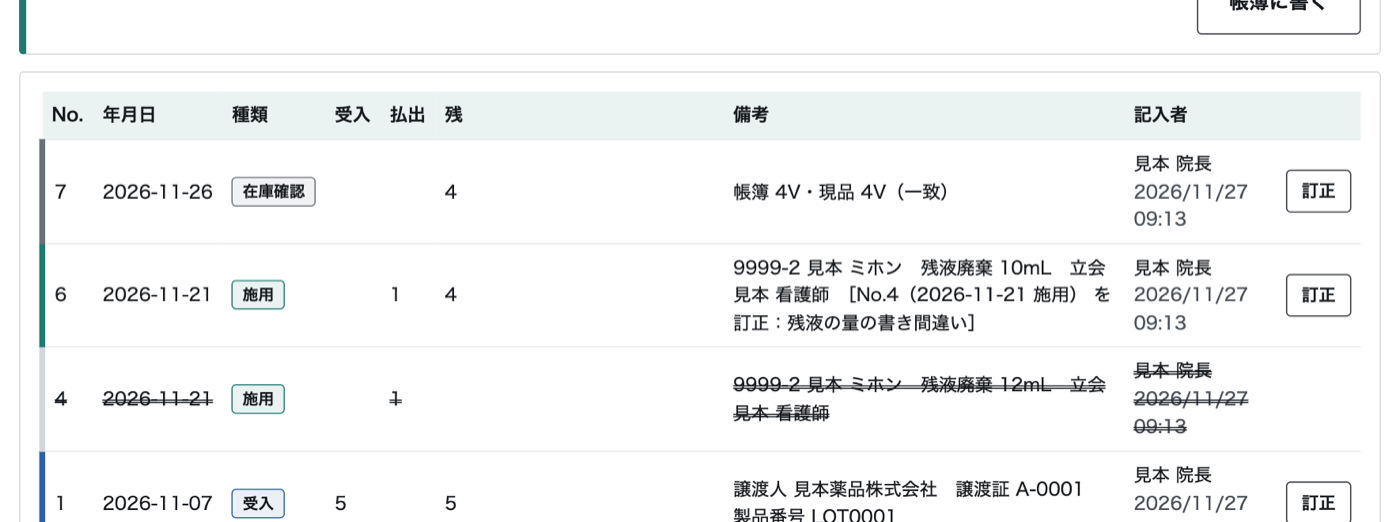 帳簿に書く
No. 年月日 種類 受入 払出 残 備考 記入者
7 2026-11-26 在庫確認 4 帳簿 4V・現品 4V（一致） 見本 院長 2026/11/27 09:13 訂正
6 2026-11-21 施用 1 4 9999-2 見本 ミホン　残液廃棄 10mL　立会 見本 看護師　［No.4（2026-11-21 施用） を訂正：残液の量の書き間違い］ 見本 院長 2026/11/27 09:13 訂正
4 2026-11-21 施用 1 9999-2 見本 ミホン　残液廃棄 12mL　立会 見本 看護師 見本 院長 2026/11/27 09:13
1 2026-11-07 受入 5 5 譲渡人 見本薬品株式会社　譲渡証 A-0001 製品番号 LOT0001 見本 院長 2026/11/27 訂正